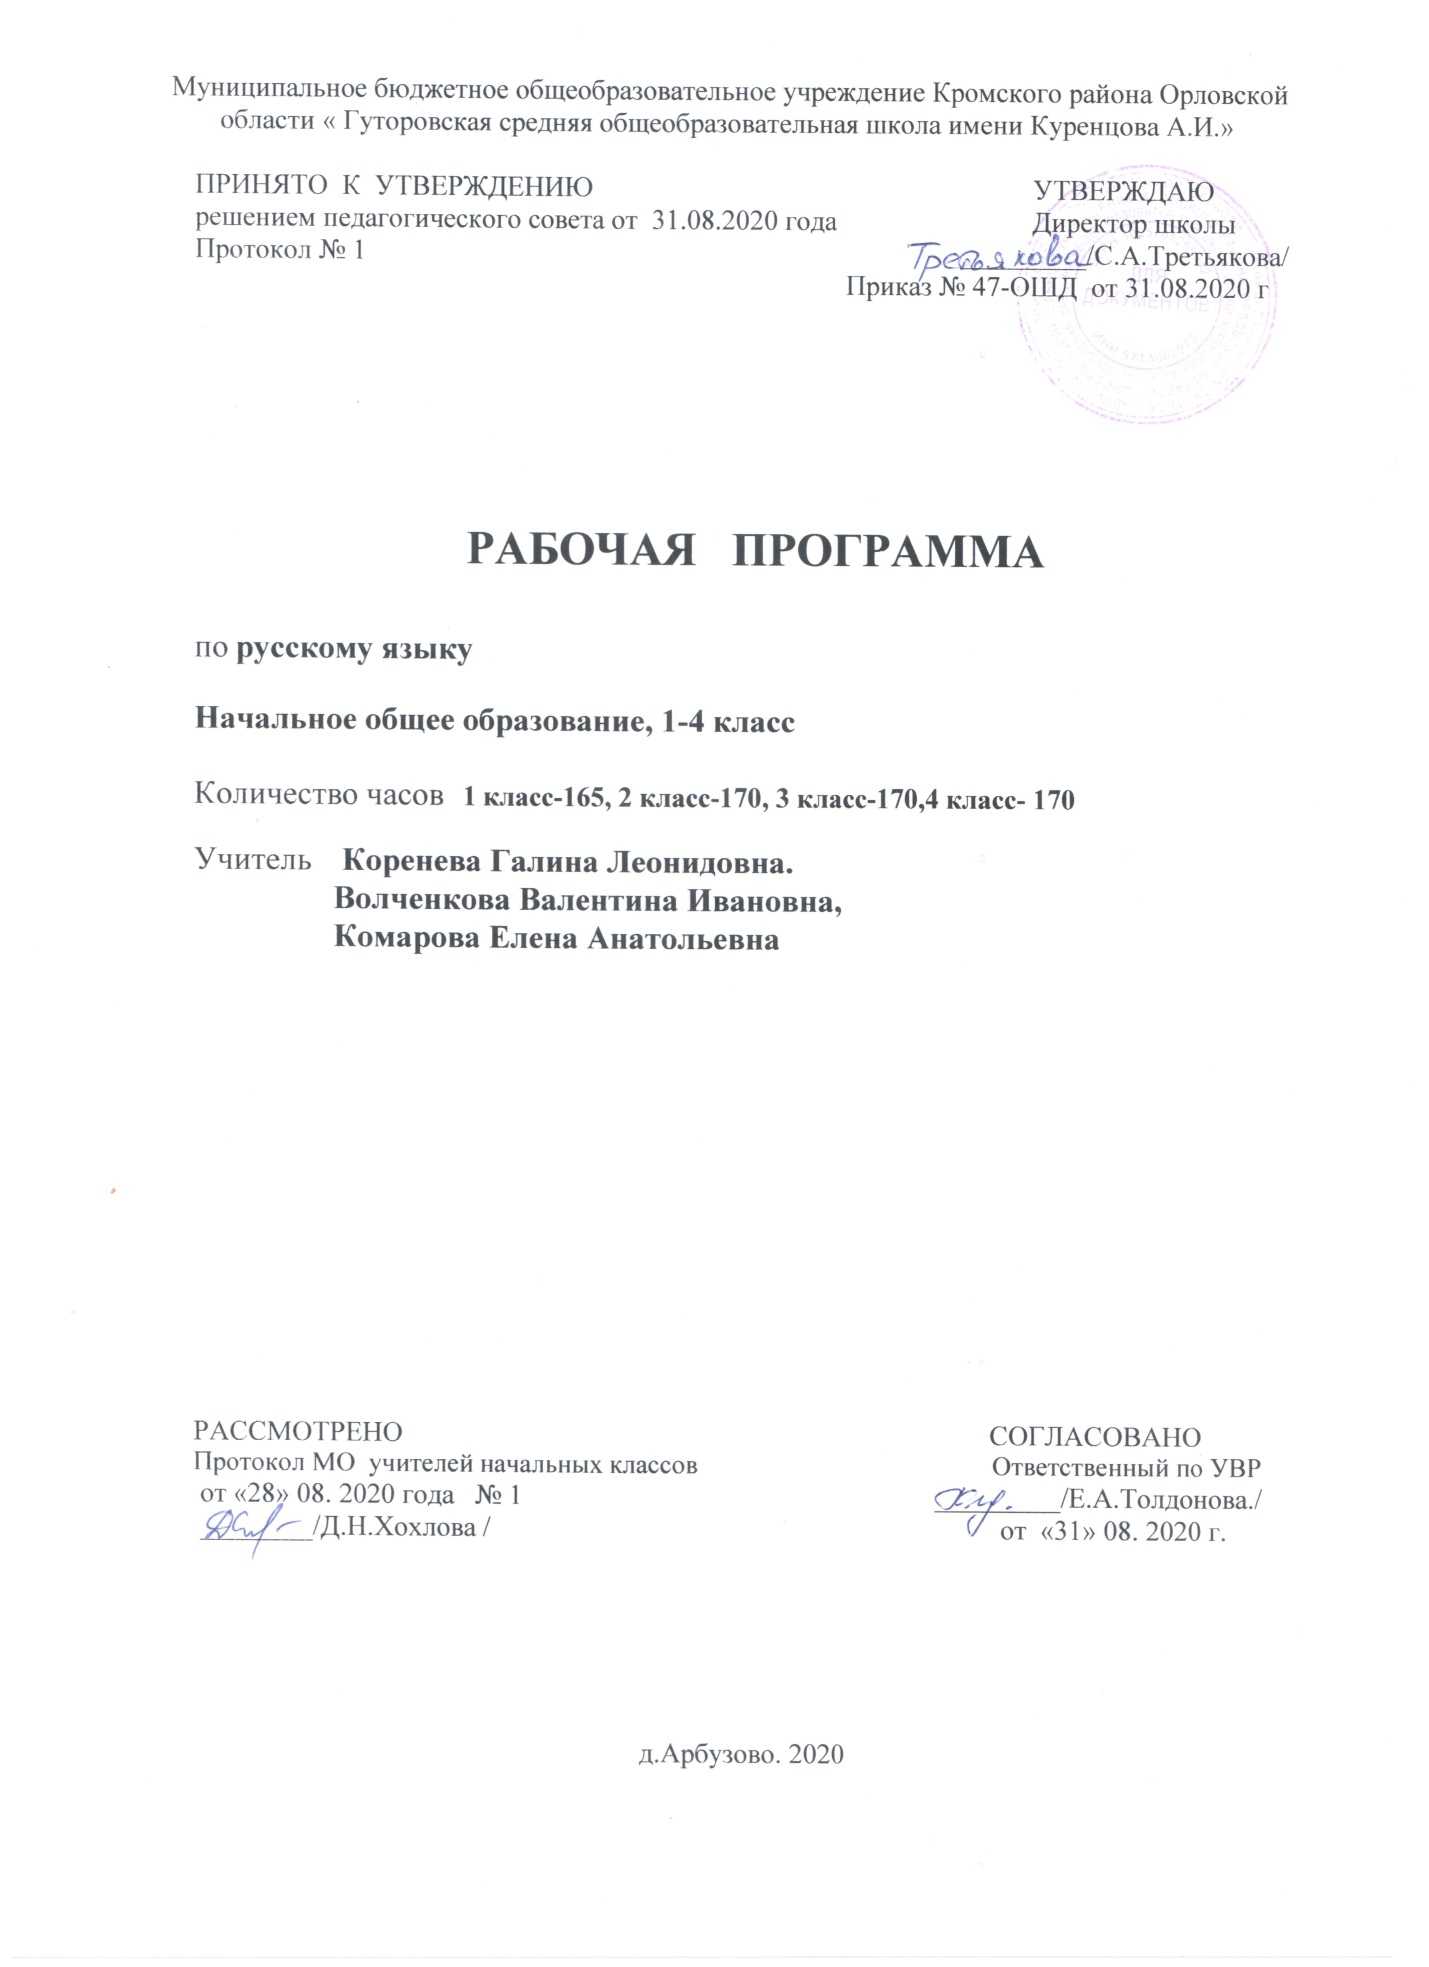 Муниципальное бюджетное общеобразовательное учреждение Кромского района Орловской
области « Гуторовская средняя общеобразовательная школа имени Куренцова А.И.»
ПРИНЯТО К УТВЕРЖДЕНИЮ
решением педагогического совета от 31.08.2020 года
Протокол № 1
УТВЕРЖДАЮ
Директор школы
Третьякова /С.А.Третьякова/
Приказ № 47-ОШД от 31.08.2020 г
ДЛЯ
ДОКУМЕНТОВ
РАБОЧАЯ ПРОГРАММА
по русскому языку
Начальное общее образование, 1-4 класс
Количество часов 1 класс-165, 2 класс-170, 3 класс-170,4 класс- 170
Учитель Коренева Галина Леонидовна.
Волченкова Валентина Ивановна,
Комарова Елена Анатольевна
РАССМОТРЕНО
Протокол МО учителей начальных классов
от «28» 08. 2020 года № 1
/Д.Н.Хохлова /
СОГЛАСОВАНО
Ответственный по УВР
/Е.А.Толдонова./
от «31» 08. 2020 г.
д.Арбузово. 2020